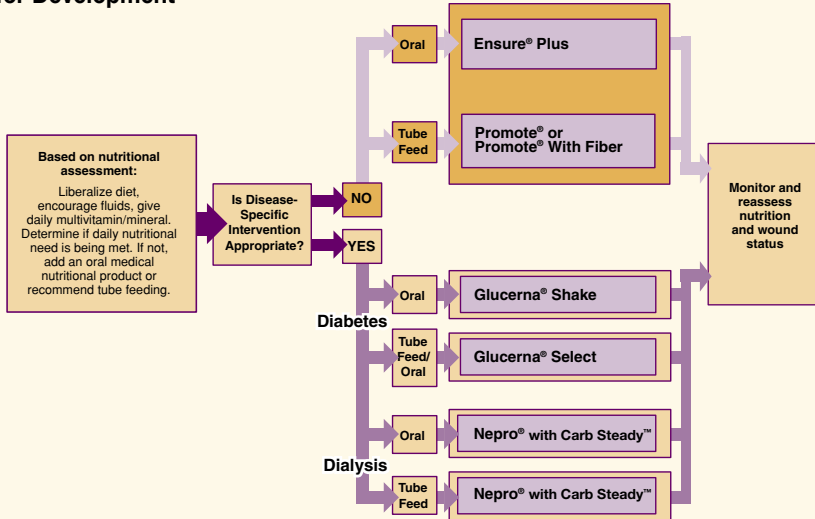 for Development
Based on nutritional
assessment:
Liberalize diet,
encourage fluids, give
daily multivitamin/mineral.
Determine if daily nutritional
need is being met. If not,
add an oral medical
nutritional product or
recommend tube feeding.
Is Disease-
Specific
Intervention
Appropriate?
NO
YES
Oral
Ensure® Plus
Tube
Feed
Promote® or
Promote® With Fiber
Diabetes
Oral
Glucerna® Shake
Tube
Feed/
Oral
Glucerna® Select
Dialysis
Oral
Nepro® with Carb Steady™
Tube
Feed
Nepro® with Carb Steady™
Monitor and
reassess
nutrition
and wound
status